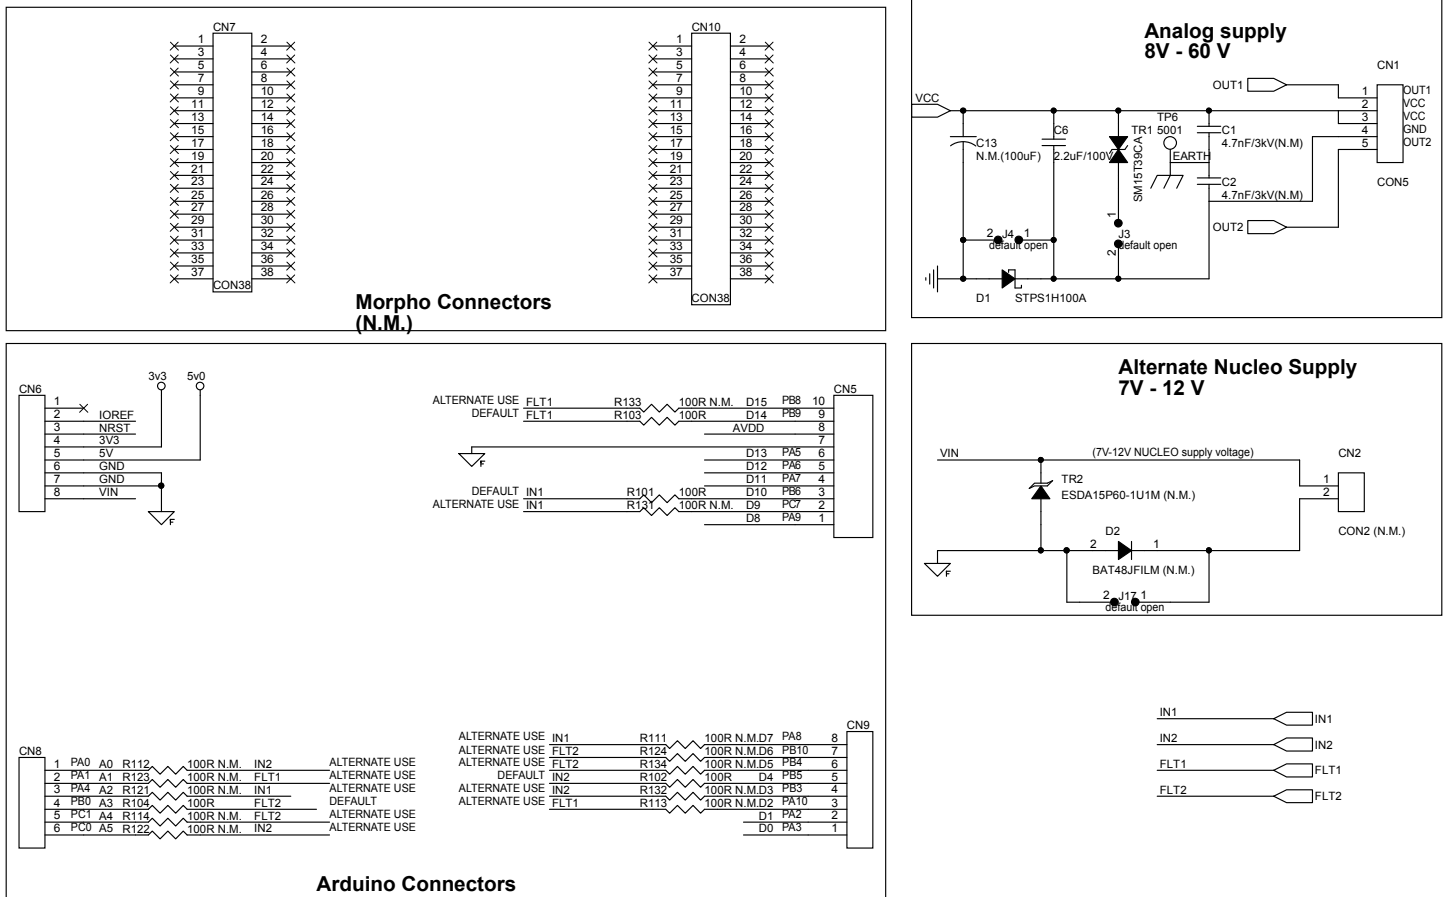 CN7
1 2
3 4
5 6
7 8
9 10
11 12
13 14
15 16
17 18
19 20
21 22
23 24
25 26
27 28
29 30
31 32
33 34
35 36
37 38
CON38
CN10
1 2
3 4
5 6
7 8
9 10
11 12
13 14
15 16
17 18
19 20
21 22
23 24
25 26
27 28
29 30
31 32
33 34
35 36
37 38
CON38
Morpho Connectors
(N.M.)
Analog supply
8V - 60 V
CN1
OUT1
1 OUT1
2 VCC
3 VCC
4 GND
5 OUT2
CON5
VCC
C13
N.M.(100uF)
C6
2.2uF/100V
TR1
SM15T39CA
TP6
5001
EARTH
C1
4.7nF/3kV(N.M)
C2
4.7nF/3kV(N.M)
OUT2
2 J4 1
default open
1
J3
2
default open
D1 STPS1H100A
3v3 5v0
CN6
1
2 IOREF
3 NRST
4 3V3
5 5V
6 GND
7 GND
8 VIN
F
CN5
ALTERNATE USE FLT1 R133 100R N.M. D15 PB8 10
DEFAULT FLT1 R103 100R D14 PB9 9
AVDD 8
7
F
D13 PA5 6
D12 PA6 5
D11 PA7 4
DEFAULT IN1 R101 100R D10 PB6 3
ALTERNATE USE IN1 R131 100R N.M. D9 PC7 2
D8 PA9 1
CN8
1 PA0 A0 R112 100R N.M. IN2 ALTERNATE USE
2 PA1 A1 R123 100R N.M. FLT1 ALTERNATE USE
3 PA4 A2 R121 100R N.M. IN1 ALTERNATE USE
4 PB0 A3 R104 100R FLT2 DEFAULT
5 PC1 A4 R114 100R N.M. FLT2 ALTERNATE USE
6 PC0 A5 R122 100R N.M. IN2 ALTERNATE USE
CN9
ALTERNATE USE IN1 R111 100R N.M.D7 PA8 8
ALTERNATE USE FLT2 R124 100R N.M.D6 PB10 7
ALTERNATE USE FLT2 R134 100R N.M.D5 PB4 6
DEFAULT IN2 R102 100R D4 PB5 5
ALTERNATE USE IN2 R132 100R N.M.D3 PB3 4
ALTERNATE USE FLT1 R113 100R N.M.D2 PA10 3
D1 PA2 2
D0 PA3 1
Arduino Connectors
Alternate Nucleo Supply
7V - 12 V
VIN (7V-12V NUCLEO supply voltage) CN2
1
2
CON2 (N.M.)
TR2
ESDA15P60-1U1M (N.M.)
D2
2 1
BAT48JFILM (N.M.)
F
2 J17 1
default open
IN1 IN1
IN2 IN2
FLT1 FLT1
FLT2 FLT2